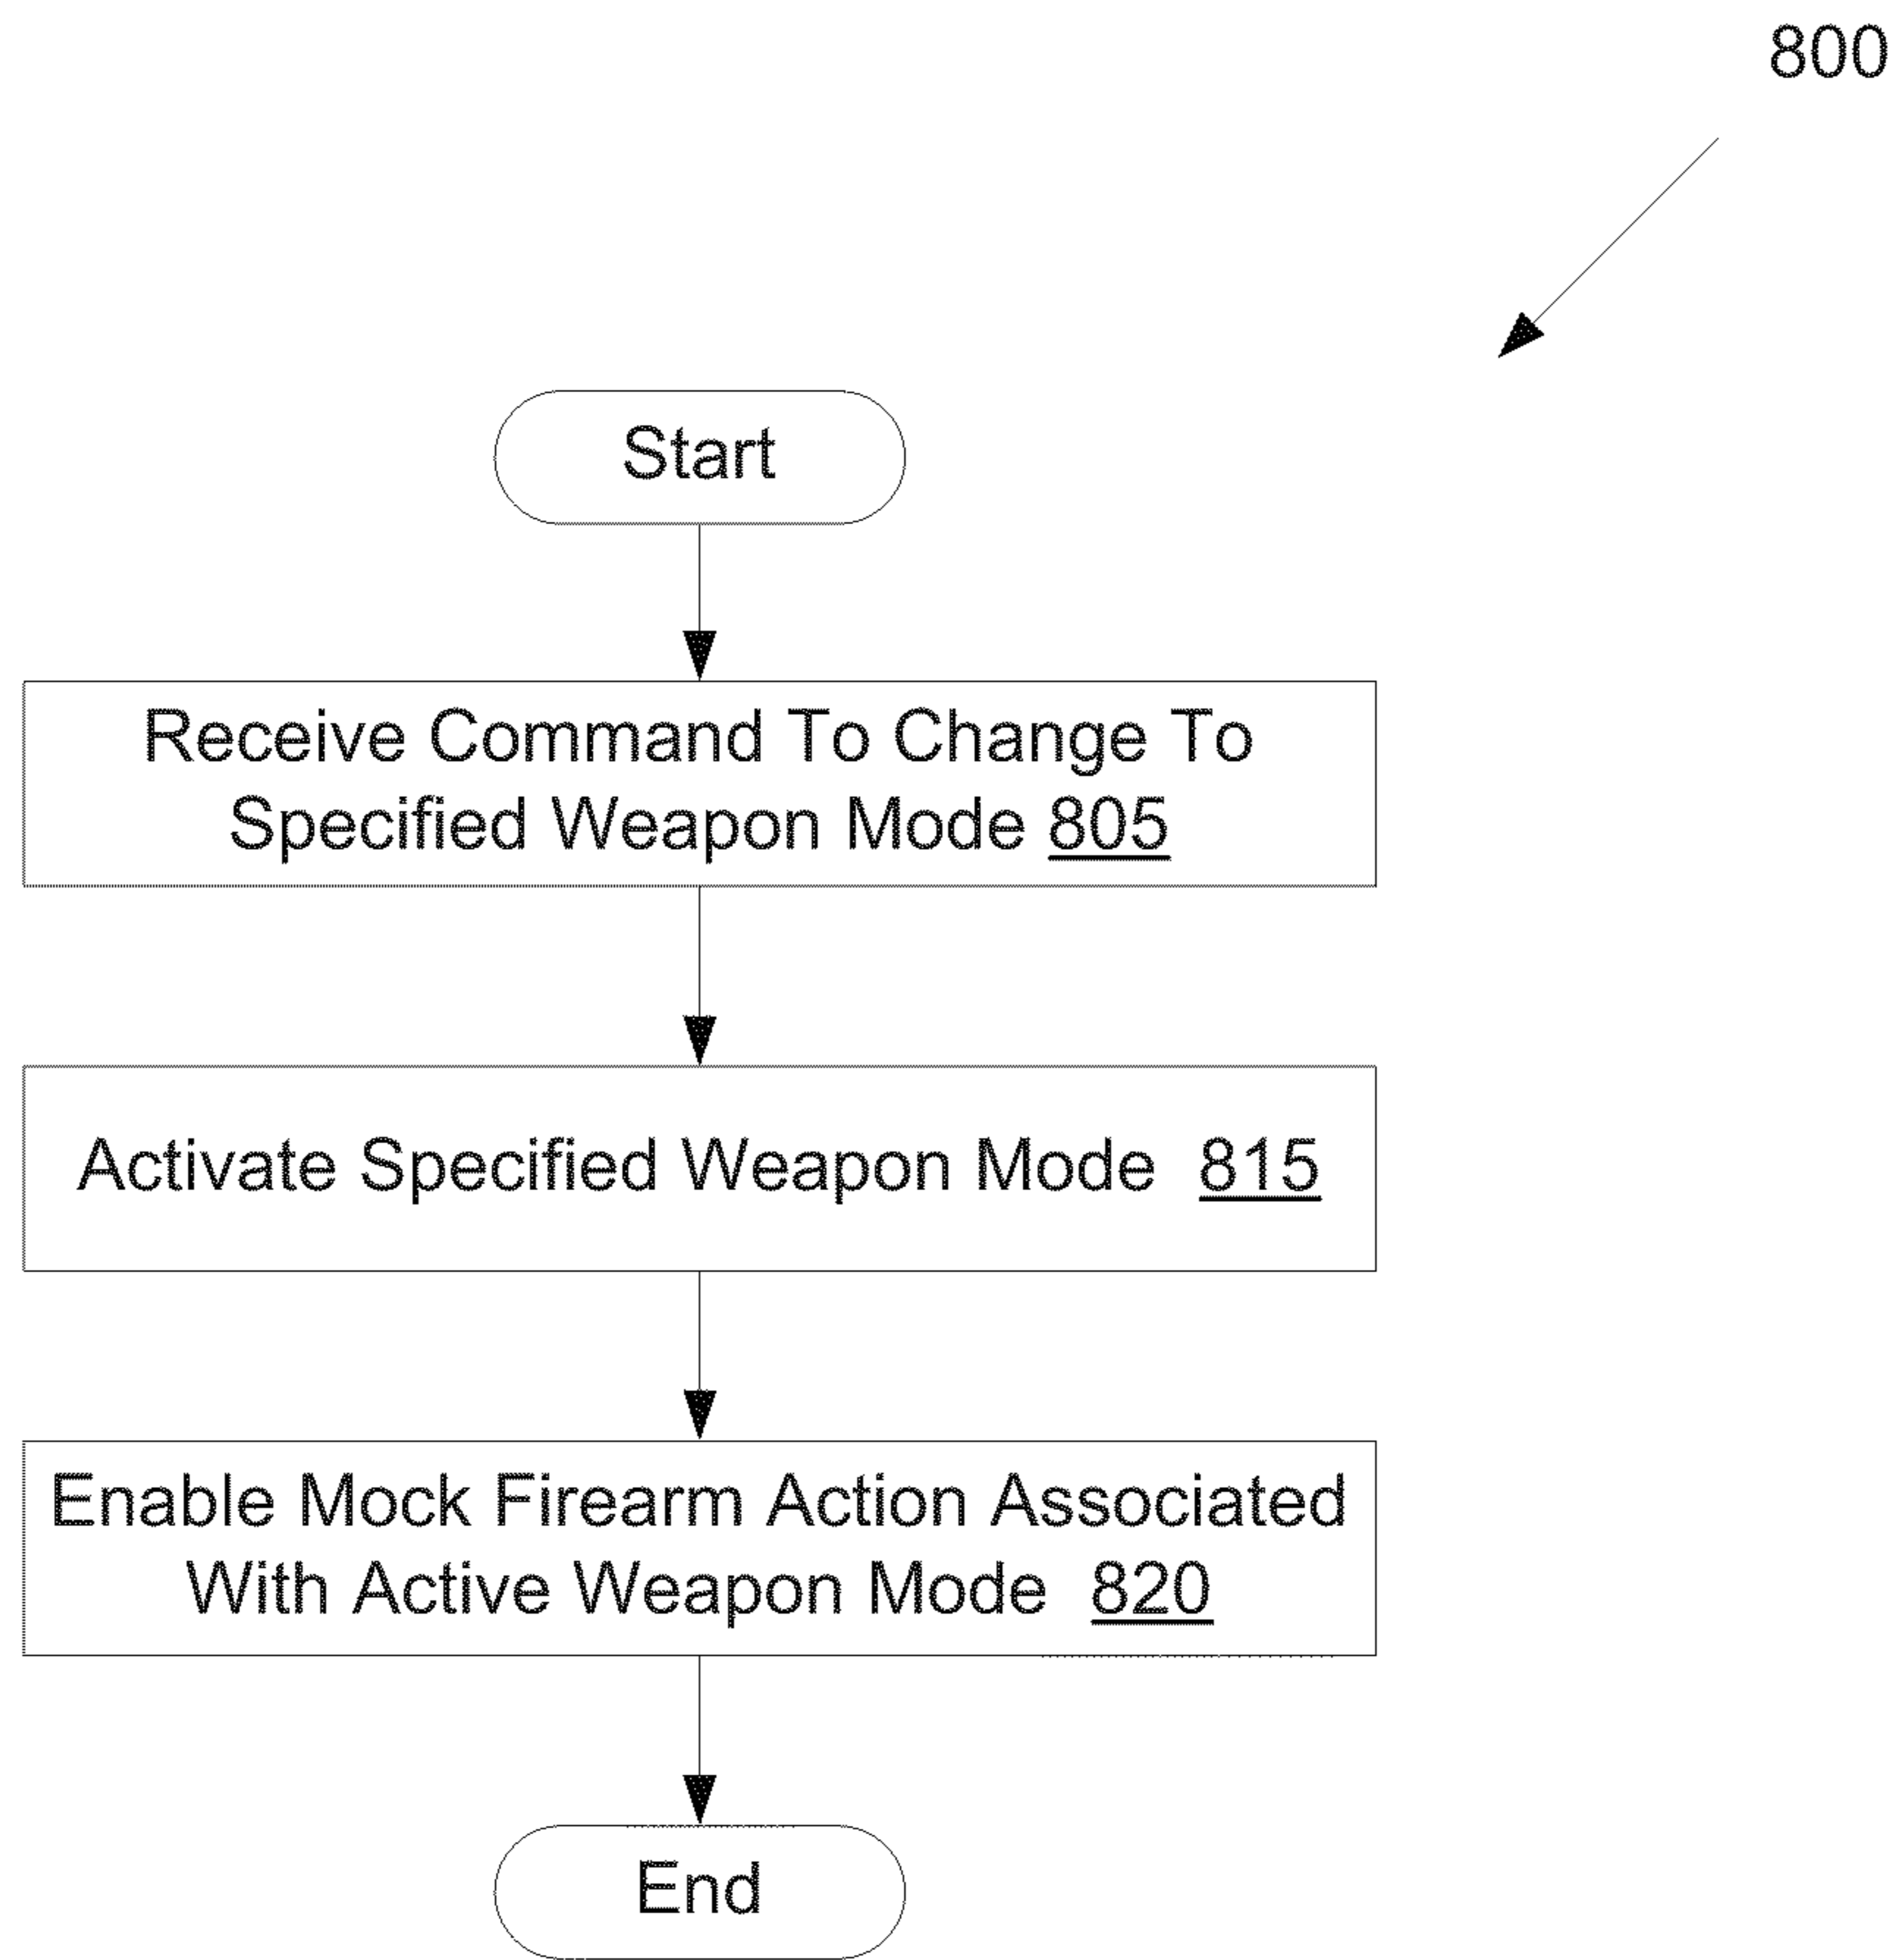 800
Start
Receive Command To Change To
Specified Weapon Mode 805
Activate Specified Weapon Mode 815
Enable Mock Firearm Action Associated
With Active Weapon Mode 820
End